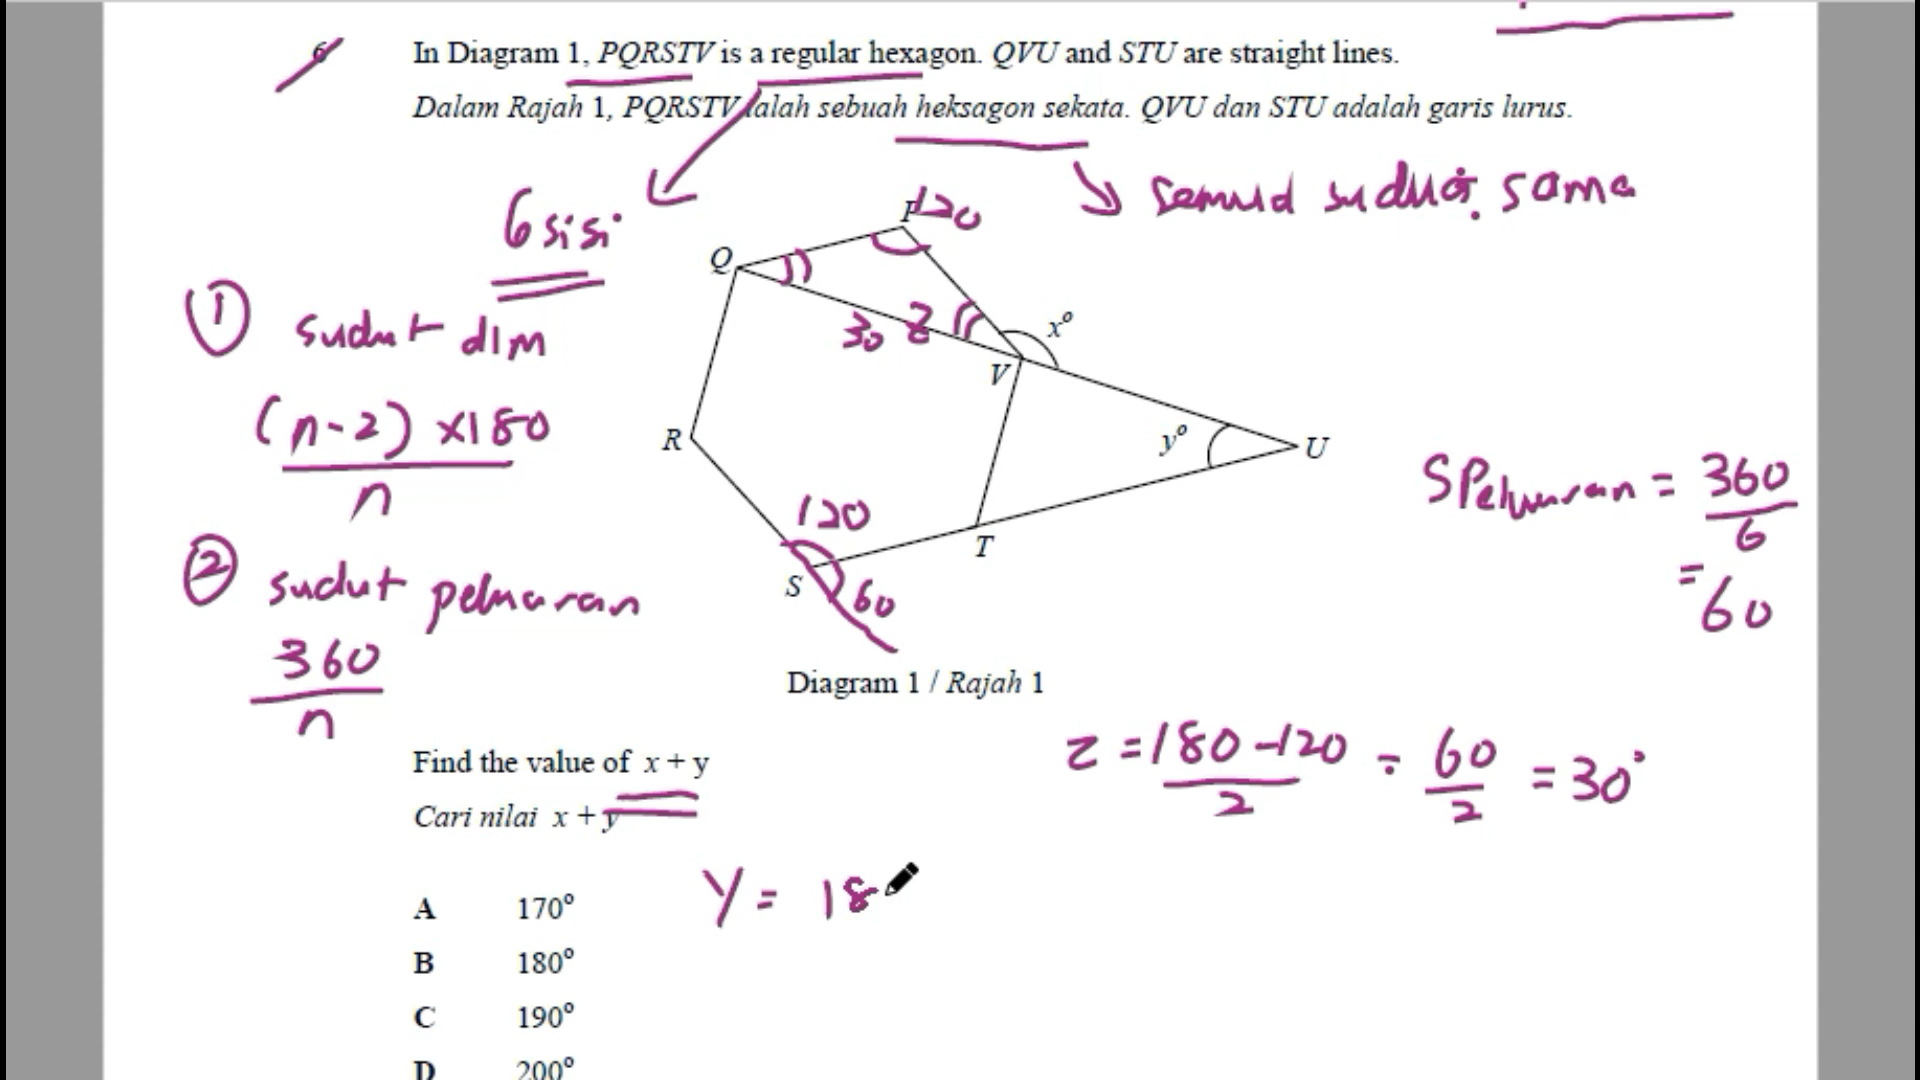 6 In Diagram 1, PQRSTV is a regular hexagon. QVU and STU are straight lines.
Dalam Rajah 1, PQRSTV ialah sebuah heksagon sekata. QVU dan STU adalah garis lurus.
6 sisi
semua sudut sama
P 120
Q
① sudut dlm
(n-2) x180
n
30 Z
x°
V
R
y°
U
S Peluaran = 360
6
= 60
120
T
S
60
② sudut peluaran
360
n
Diagram 1 / Rajah 1
z = 180 - 120 = 60 = 30°
2 2
Find the value of x + y
Cari nilai x + y
Y = 18
A 170°
B 180°
C 190°
D 200°